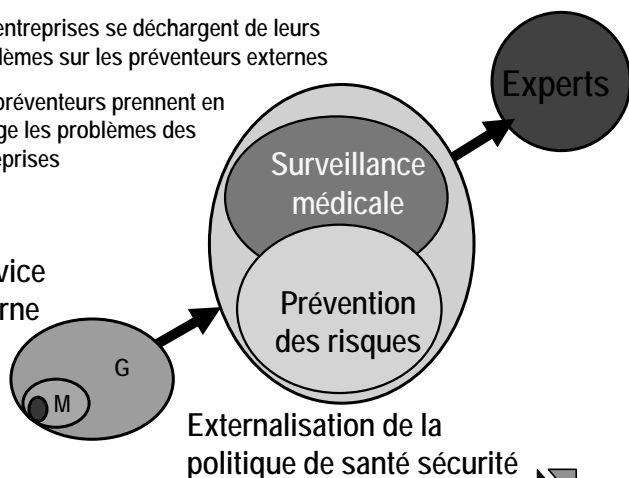 entreprises se déchargent de leurs
lèmes sur les préventeurs externes
préventeurs prennent en
ge les problèmes des
eprises
Experts
Surveillance
médicale
vice
rne
Prévention
des risques
G
M
Externalisation de la
politique de santé sécurité